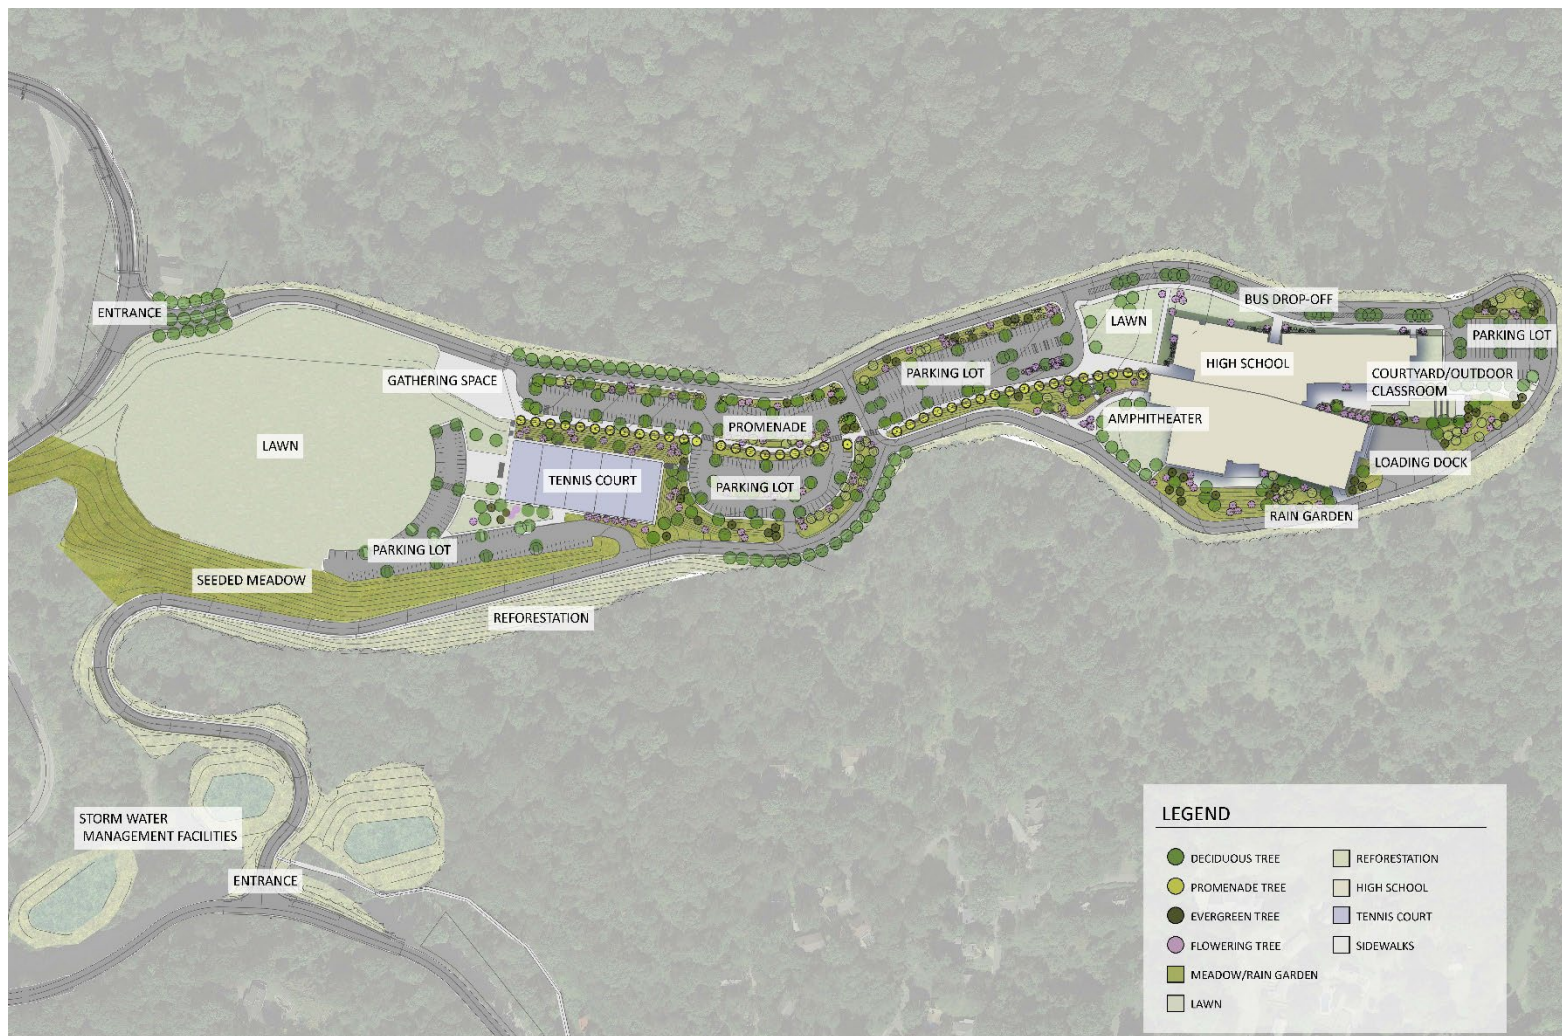 BUS DROP-OFF
ENTRANCE
LAWN
PARKING LOT
HIGH SCHOOL
PARKING LOT
COURTYARD/OUTDOOR
CLASSROOM
GATHERING SPACE
AMPHITHEATER
PROMENADE
LAWN
TENNIS COURT
PARKING LOT
LOADING DOCK
RAIN GARDEN
PARKING LOT
SEEDED MEADOW
REFORESTATION
STORM WATER
MANAGEMENT FACILITIES
ENTRANCE
LEGEND
DECIDUOUS TREE
PROMENADE TREE
EVERGREEN TREE
FLOWERING TREE
MEADOW/RAIN GARDEN
LAWN
REFORESTATION
HIGH SCHOOL
TENNIS COURT
SIDEWALKS